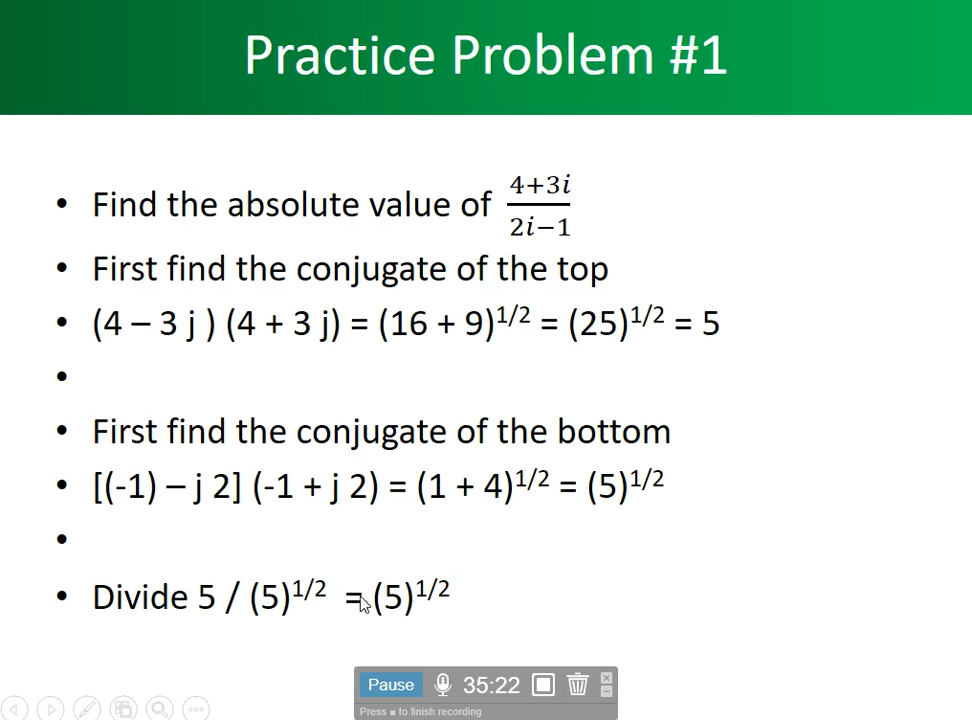 Practice Problem #1
• Find the absolute value of \frac{4+3i}{2i−1}
• First find the conjugate of the top
• (4 – 3 j ) (4 + 3 j) = (16 + 9)^{1/2} = (25)^{1/2} = 5
•
• First find the conjugate of the bottom
• [(-1) – j 2] (-1 + j 2) = (1 + 4)^{1/2} = (5)^{1/2}
•
• Divide 5 / (5)^{1/2} = (5)^{1/2}
Pause 35:22
Press ■ to finish recording